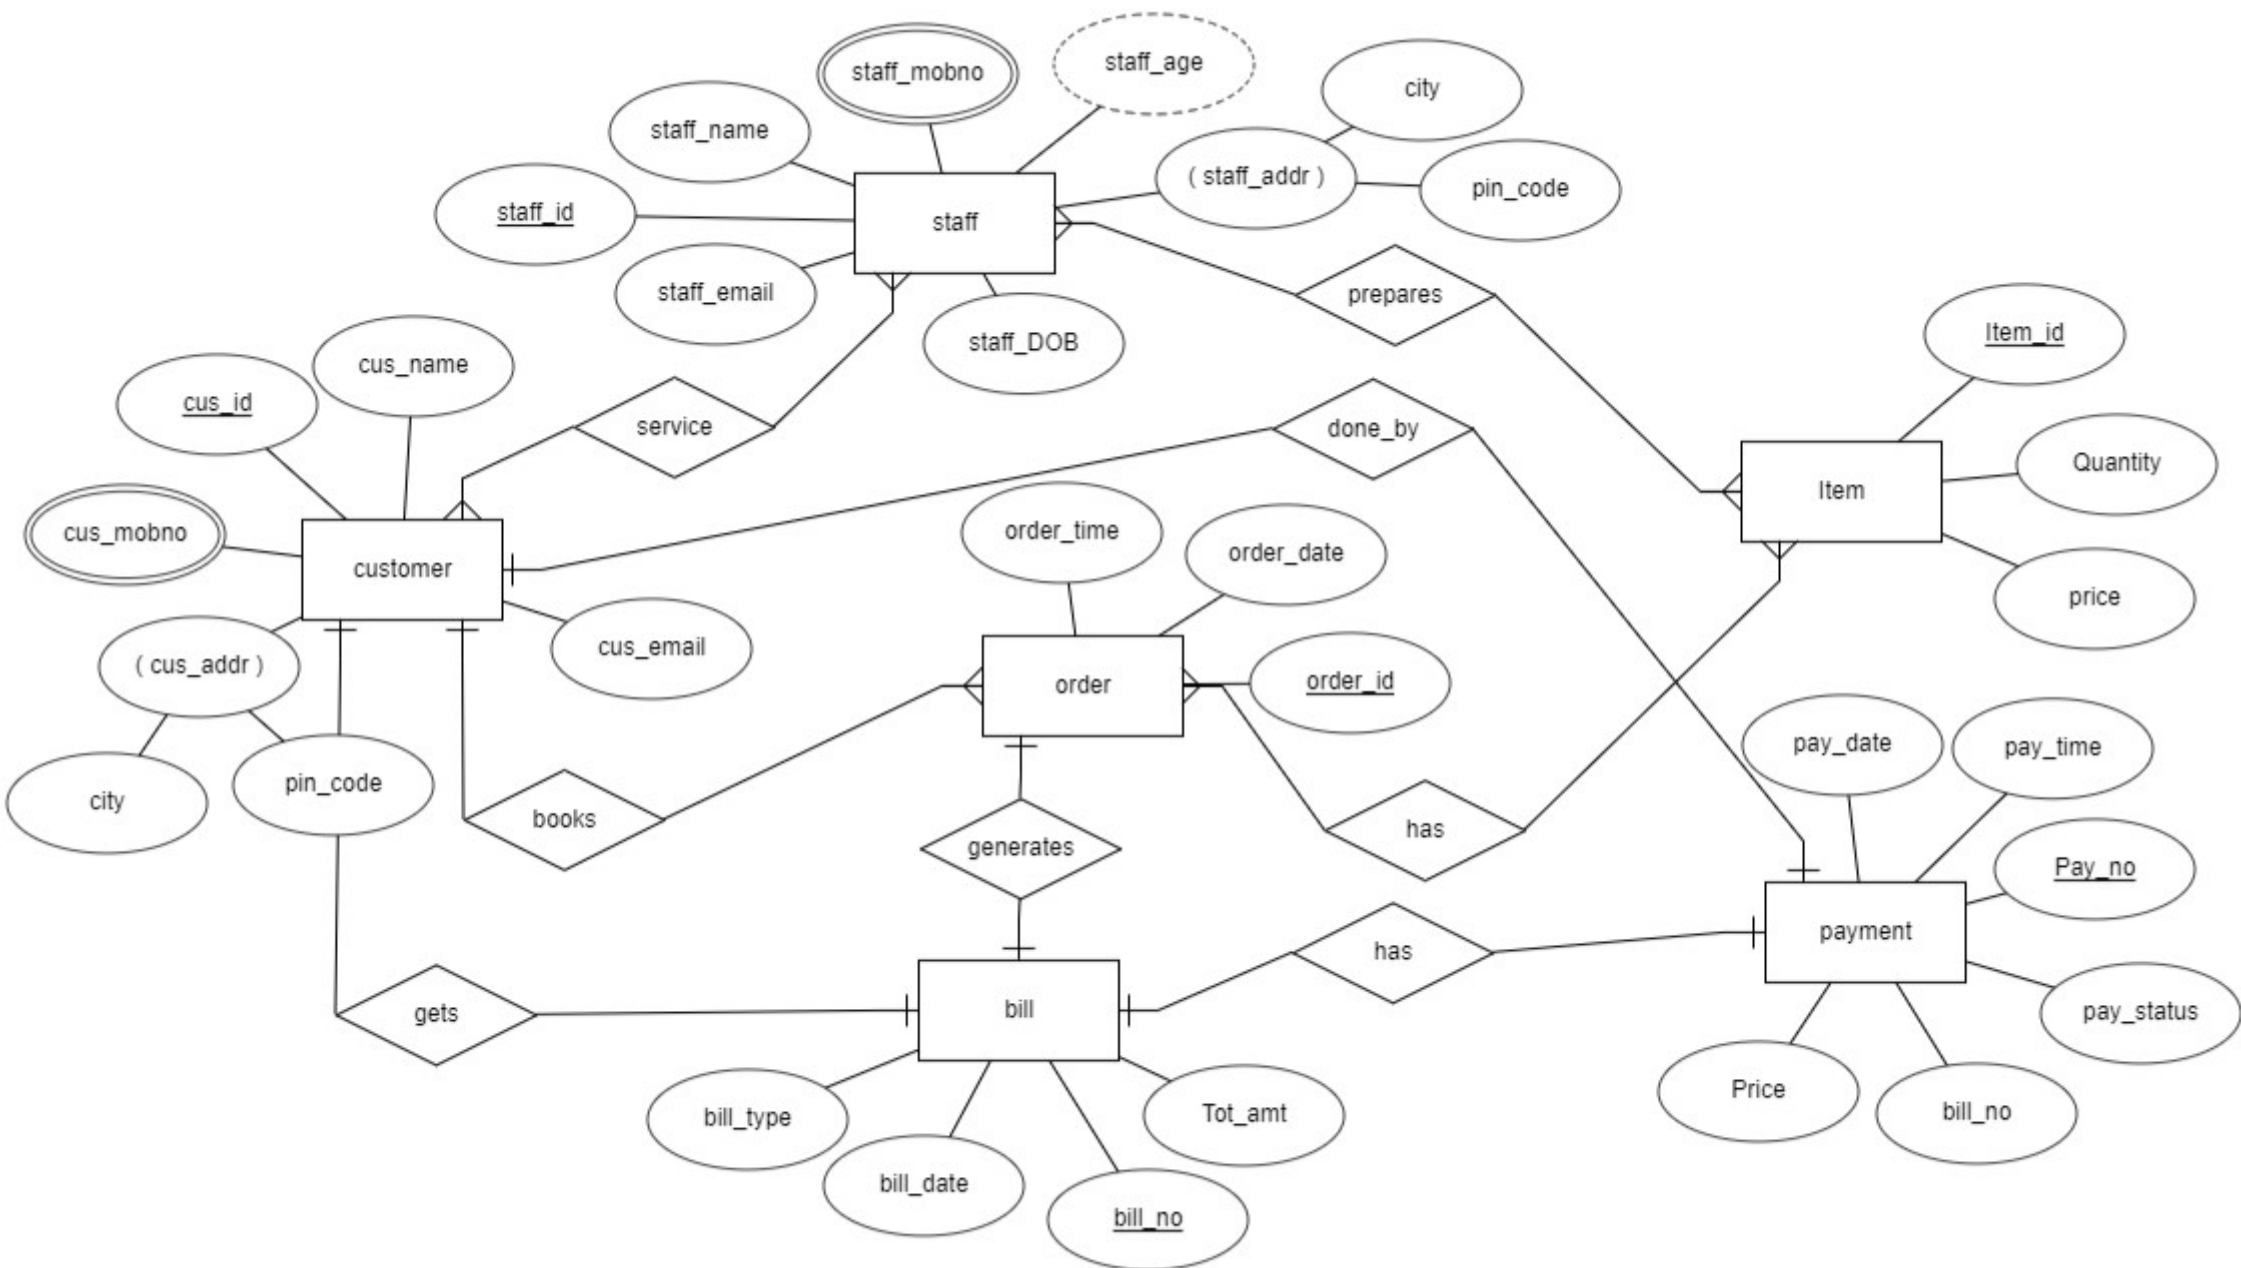 staff_mobno
staff_age
city
staff_name
( staff_addr )
pin_code
staff_id
staff
staff_email
prepares
staff_DOB
Item_id
cus_name
cus_id
service
done_by
Quantity
Item
cus_mobno
order_time
order_date
customer
price
cus_email
( cus_addr )
order
order_id
pay_date
pay_time
city
pin_code
books
generates
has
Pay_no
payment
has
gets
bill
pay_status
Price
bill_no
bill_type
Tot_amt
bill_date
bill_no